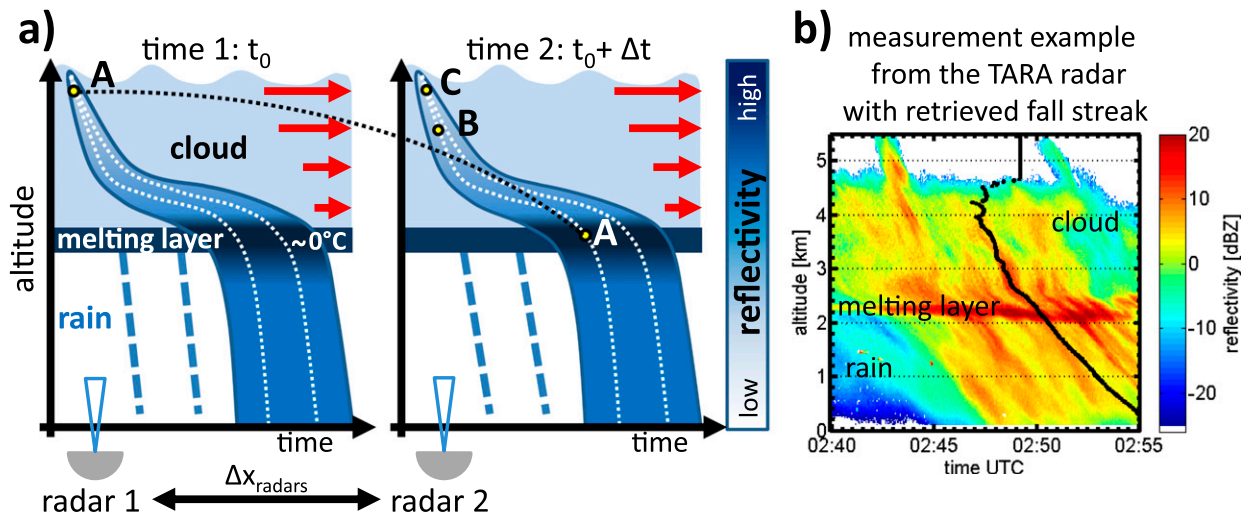 a)
time 1: t₀
time 2: t₀+ Δt
A
C
B
cloud
A
melting layer
~0°C
rain
altitude
time
time
radar 1
Δx_radars
radar 2
high
reflectivity
low
b)
measurement example
from the TARA radar
with retrieved fall streak
cloud
melting layer
rain
altitude [km]
5
4
3
2
1
0
02:40
02:45
02:50
02:55
time UTC
20
10
0
−10
−20
reflectivity [dBZ]